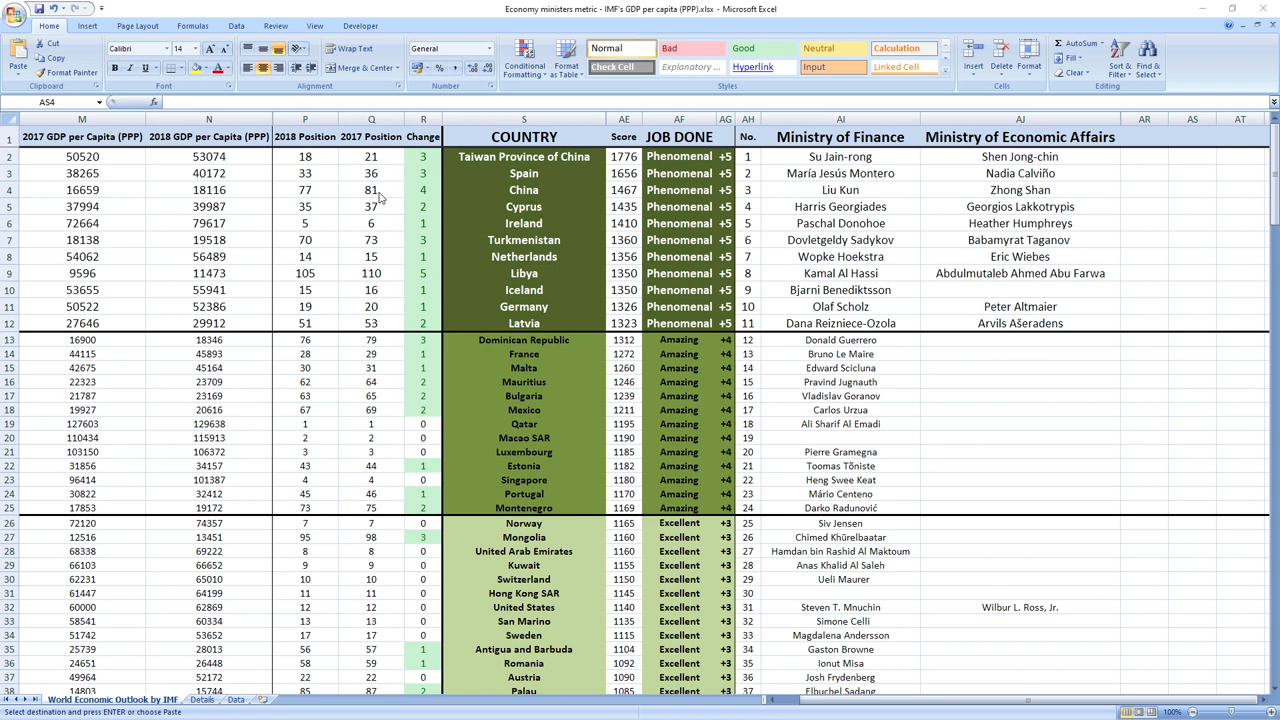 Economy ministers metric - IMF's GDP per capita (PPP).xlsx - Microsoft Excel
Home Insert Page Layout Formulas Data Review View Developer
Cut Calibri 14 Wrap Text General Normal Bad Good Neutral Calculation AutoSum
Copy Fill
Paste Format Painter Merge & Center Conditional Formatting Format as Table Check Cell Explanatory ... Hyperlink Input Linked Cell Insert Delete Format Clear Sort & Filter Find & Select
Clipboard Font Alignment Number Styles Cells Editing
AS4
M N P Q R S AE AF AG AH AI AJ AR AS AT
1 2017 GDP per Capita (PPP) 2018 GDP per Capita (PPP) 2018 Position 2017 Position Change COUNTRY Score JOB DONE No. Ministry of Finance Ministry of Economic Affairs
2 50520 53074 18 21 3 Taiwan Province of China 1776 Phenomenal +5 1 Su Jain-rong Shen Jong-chin
3 38265 40172 33 36 3 Spain 1656 Phenomenal +5 2 María Jesús Montero Nadia Calviño
4 16659 18116 77 81 4 China 1467 Phenomenal +5 3 Liu Kun Zhong Shan
5 37994 39987 35 37 2 Cyprus 1435 Phenomenal +5 4 Harris Georgiades Georgios Lakkotrypis
6 72664 79617 5 6 1 Ireland 1410 Phenomenal +5 5 Paschal Donohoe Heather Humphreys
7 18138 19518 70 73 3 Turkmenistan 1360 Phenomenal +5 6 Dovletgeldy Sadykov Babamyrat Taganov
8 54062 56489 14 15 1 Netherlands 1356 Phenomenal +5 7 Wopke Hoekstra Eric Wiebes
9 9596 11473 105 110 5 Libya 1350 Phenomenal +5 8 Kamal Al Hassi Abdulmutaleb Ahmed Abu Farwa
10 53655 55941 15 16 1 Iceland 1350 Phenomenal +5 9 Bjarni Benediktsson
11 50522 52386 19 20 1 Germany 1326 Phenomenal +5 10 Olaf Scholz Peter Altmaier
12 27646 29912 51 53 2 Latvia 1323 Phenomenal +5 11 Dana Reizniece-Ozola Arvils Ašeradens
13 16900 18346 76 79 3 Dominican Republic 1312 Amazing +4 12 Donald Guerrero
14 44115 45893 28 29 1 France 1272 Amazing +4 13 Bruno Le Maire
15 42675 45164 30 31 1 Malta 1260 Amazing +4 14 Edward Scicluna
16 22323 23709 62 64 2 Mauritius 1246 Amazing +4 15 Pravind Jugnauth
17 21787 23169 63 65 2 Bulgaria 1239 Amazing +4 16 Vladislav Goranov
18 19927 20616 67 69 2 Mexico 1211 Amazing +4 17 Carlos Urzua
19 127603 129638 1 1 0 Qatar 1195 Amazing +4 18 Ali Sharif Al Emadi
20 110434 115913 2 2 0 Macao SAR 1190 Amazing +4 19
21 103150 106372 3 3 0 Luxembourg 1185 Amazing +4 20 Pierre Gramegna
22 31856 34157 43 44 1 Estonia 1182 Amazing +4 21 Toomas Tõniste
23 96414 101387 4 4 0 Singapore 1180 Amazing +4 22 Heng Swee Keat
24 30822 32412 45 46 1 Portugal 1170 Amazing +4 23 Mário Centeno
25 17853 19172 73 75 2 Montenegro 1169 Amazing +4 24 Darko Radunović
26 72120 74357 7 7 0 Norway 1165 Excellent +3 25 Siv Jensen
27 12516 13451 95 98 3 Mongolia 1160 Excellent +3 26 Chimed Khürelbaatar
28 68338 69222 8 8 0 United Arab Emirates 1160 Excellent +3 27 Hamdan bin Rashid Al Maktoum
29 66103 66652 9 9 0 Kuwait 1155 Excellent +3 28 Anas Khalid Al Saleh
30 62231 65010 10 10 0 Switzerland 1150 Excellent +3 29 Ueli Maurer
31 61447 64199 11 11 0 Hong Kong SAR 1145 Excellent +3 30
32 60000 62869 12 12 0 United States 1140 Excellent +3 31 Steven T. Mnuchin Wilbur L. Ross, Jr.
33 58541 60334 13 13 0 San Marino 1135 Excellent +3 32 Simone Celli
34 51742 53652 17 17 0 Sweden 1115 Excellent +3 33 Magdalena Andersson
35 25739 28013 56 57 1 Antigua and Barbuda 1104 Excellent +3 34 Gaston Browne
36 24651 26448 58 59 1 Romania 1092 Excellent +3 35 Ionut Misa
37 49964 52172 20 20 0 Austria 1090 Excellent +3 36 Josh Frydenberg
38 14803 15744 85 87 2 Palau 1085 Excellent +3 37 Elbuchel Sadang
World Economic Outlook by IMF Details Data
Select destination and press ENTER or choose Paste 100%